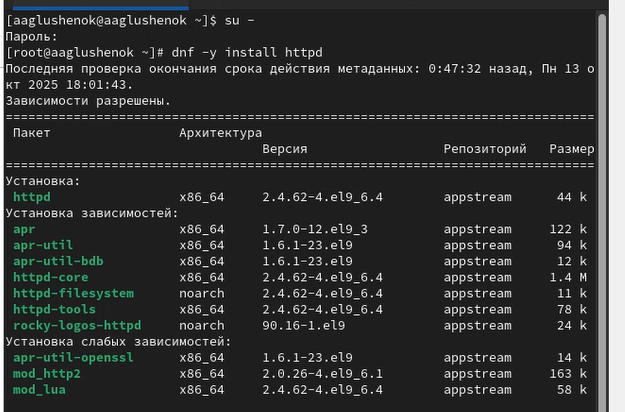 [aaglushenok@aaglushenok ~]$ su -
Пароль:
[root@aaglushenok ~]# dnf -y install httpd
Последняя проверка окончания срока действия метаданных: 0:47:32 назад, Пн 13 о
кт 2025 18:01:43.
Зависимости разрешены.
================================================================================
Пакет Архитектура
Версия Репозиторий Размер
================================================================================
Установка:
httpd x86_64 2.4.62-4.el9_6.4 appstream 44 k
Установка зависимостей:
apr x86_64 1.7.0-12.el9_3 appstream 122 k
apr-util x86_64 1.6.1-23.el9 appstream 94 k
apr-util-bdb x86_64 1.6.1-23.el9 appstream 12 k
httpd-core x86_64 2.4.62-4.el9_6.4 appstream 1.4 M
httpd-filesystem noarch 2.4.62-4.el9_6.4 appstream 11 k
httpd-tools x86_64 2.4.62-4.el9_6.4 appstream 78 k
rocky-logos-httpd noarch 90.16-1.el9 appstream 24 k
Установка слабых зависимостей:
apr-util-openssl x86_64 1.6.1-23.el9 appstream 14 k
mod_http2 x86_64 2.0.26-4.el9_6.1 appstream 163 k
mod_lua x86_64 2.4.62-4.el9_6.4 appstream 58 k